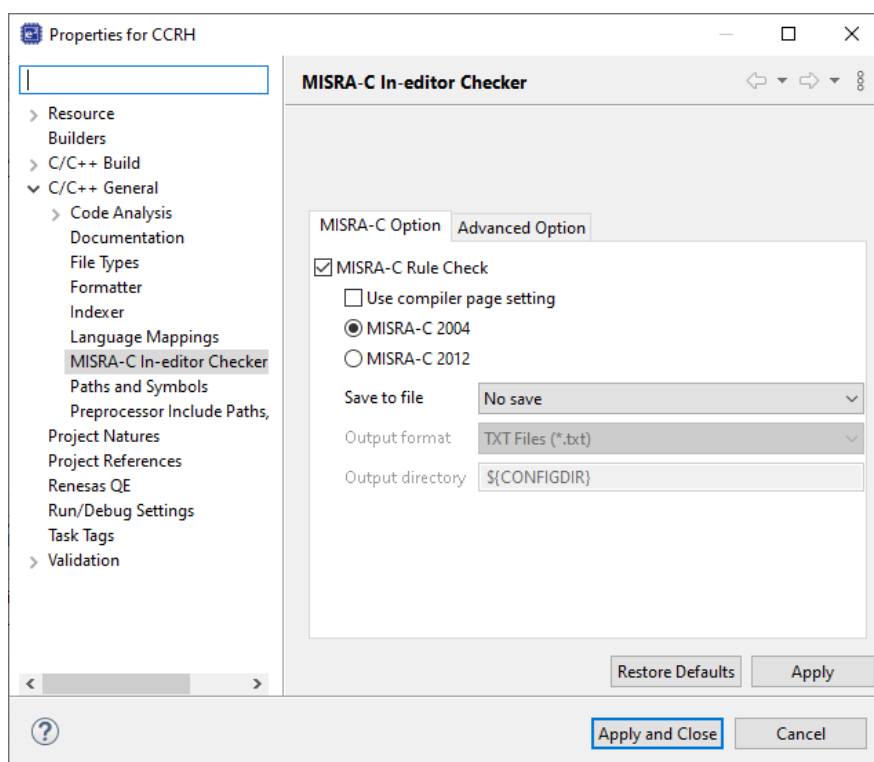 Properties for CCRH
Resource
Builders
C/C++ Build
C/C++ General
Code Analysis
Documentation
File Types
Formatter
Indexer
Language Mappings
MISRA-C In-editor Checker
Paths and Symbols
Preprocessor Include Paths,
Project Natures
Project References
Renesas QE
Run/Debug Settings
Task Tags
Validation
MISRA-C In-editor Checker
MISRA-C Option
Advanced Option
MISRA-C Rule Check
Use compiler page setting
MISRA-C 2004
MISRA-C 2012
Save to file No save
Output format TXT Files (*.txt)
Output directory ${CONFIGDIR}
Restore Defaults Apply
Apply and Close Cancel